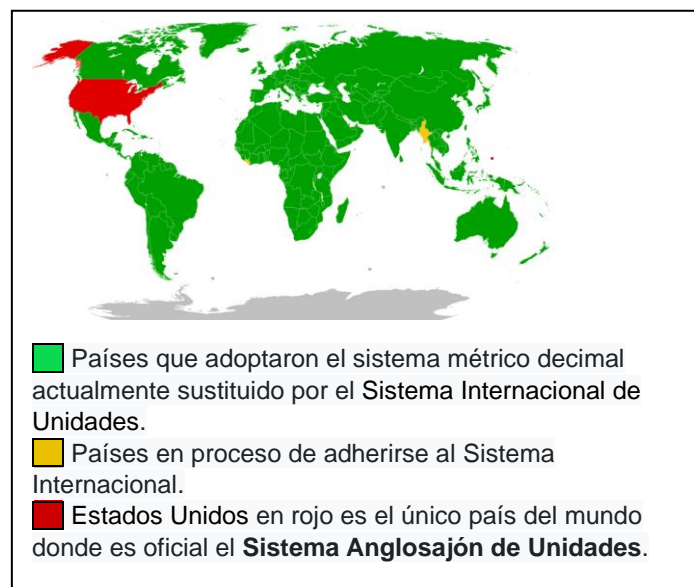 Países que adoptaron el sistema métrico decimal
actualmente sustituido por el Sistema Internacional de
Unidades.
Países en proceso de adherirse al Sistema
Internacional.
Estados Unidos en rojo es el único país del mundo
donde es oficial el Sistema Anglosajón de Unidades.